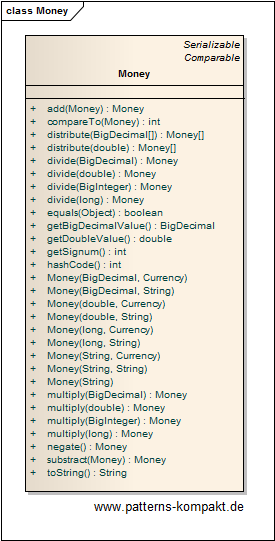 class Money
Serializable
Comparable
Money
+ add(Money) : Money
+ compareTo(Money) : int
+ distribute(BigDecimal[]) : Money[]
+ distribute(double) : Money[]
+ divide(BigDecimal) : Money
+ divide(double) : Money
+ divide(BigInteger) : Money
+ divide(long) : Money
+ equals(Object) : boolean
+ getBigDecimalValue() : BigDecimal
+ getDoubleValue() : double
+ getSignum() : int
+ hashCode() : int
+ Money(BigDecimal, Currency)
+ Money(BigDecimal, String)
+ Money(double, Currency)
+ Money(double, String)
+ Money(long, Currency)
+ Money(long, String)
+ Money(String, Currency)
+ Money(String, String)
+ Money(String)
+ multiply(BigDecimal) : Money
+ multiply(double) : Money
+ multiply(BigInteger) : Money
+ multiply(long) : Money
+ negate() : Money
+ substract(Money) : Money
+ toString() : String
www.patterns-kompakt.de